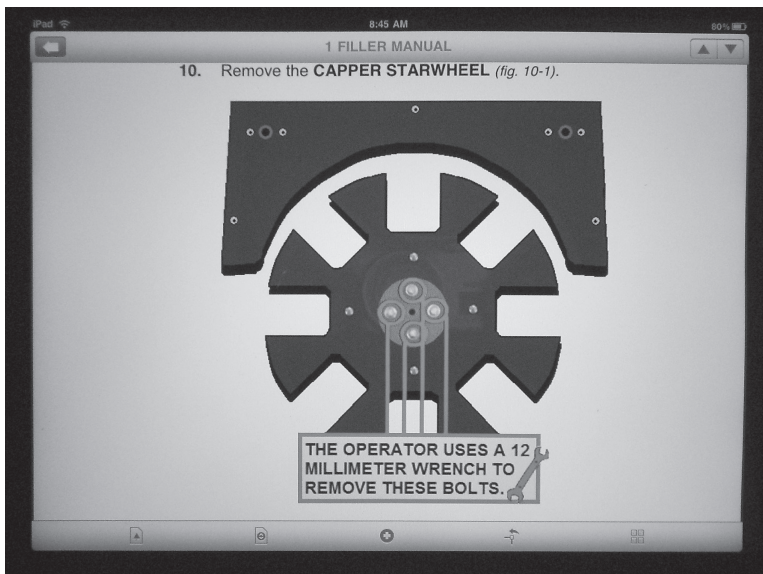 iPad 8:45 AM 80%
1 FILLER MANUAL
10. Remove the CAPPER STARWHEEL (fig. 10-1).
THE OPERATOR USES A 12
MILLIMETER WRENCH TO
REMOVE THESE BOLTS.